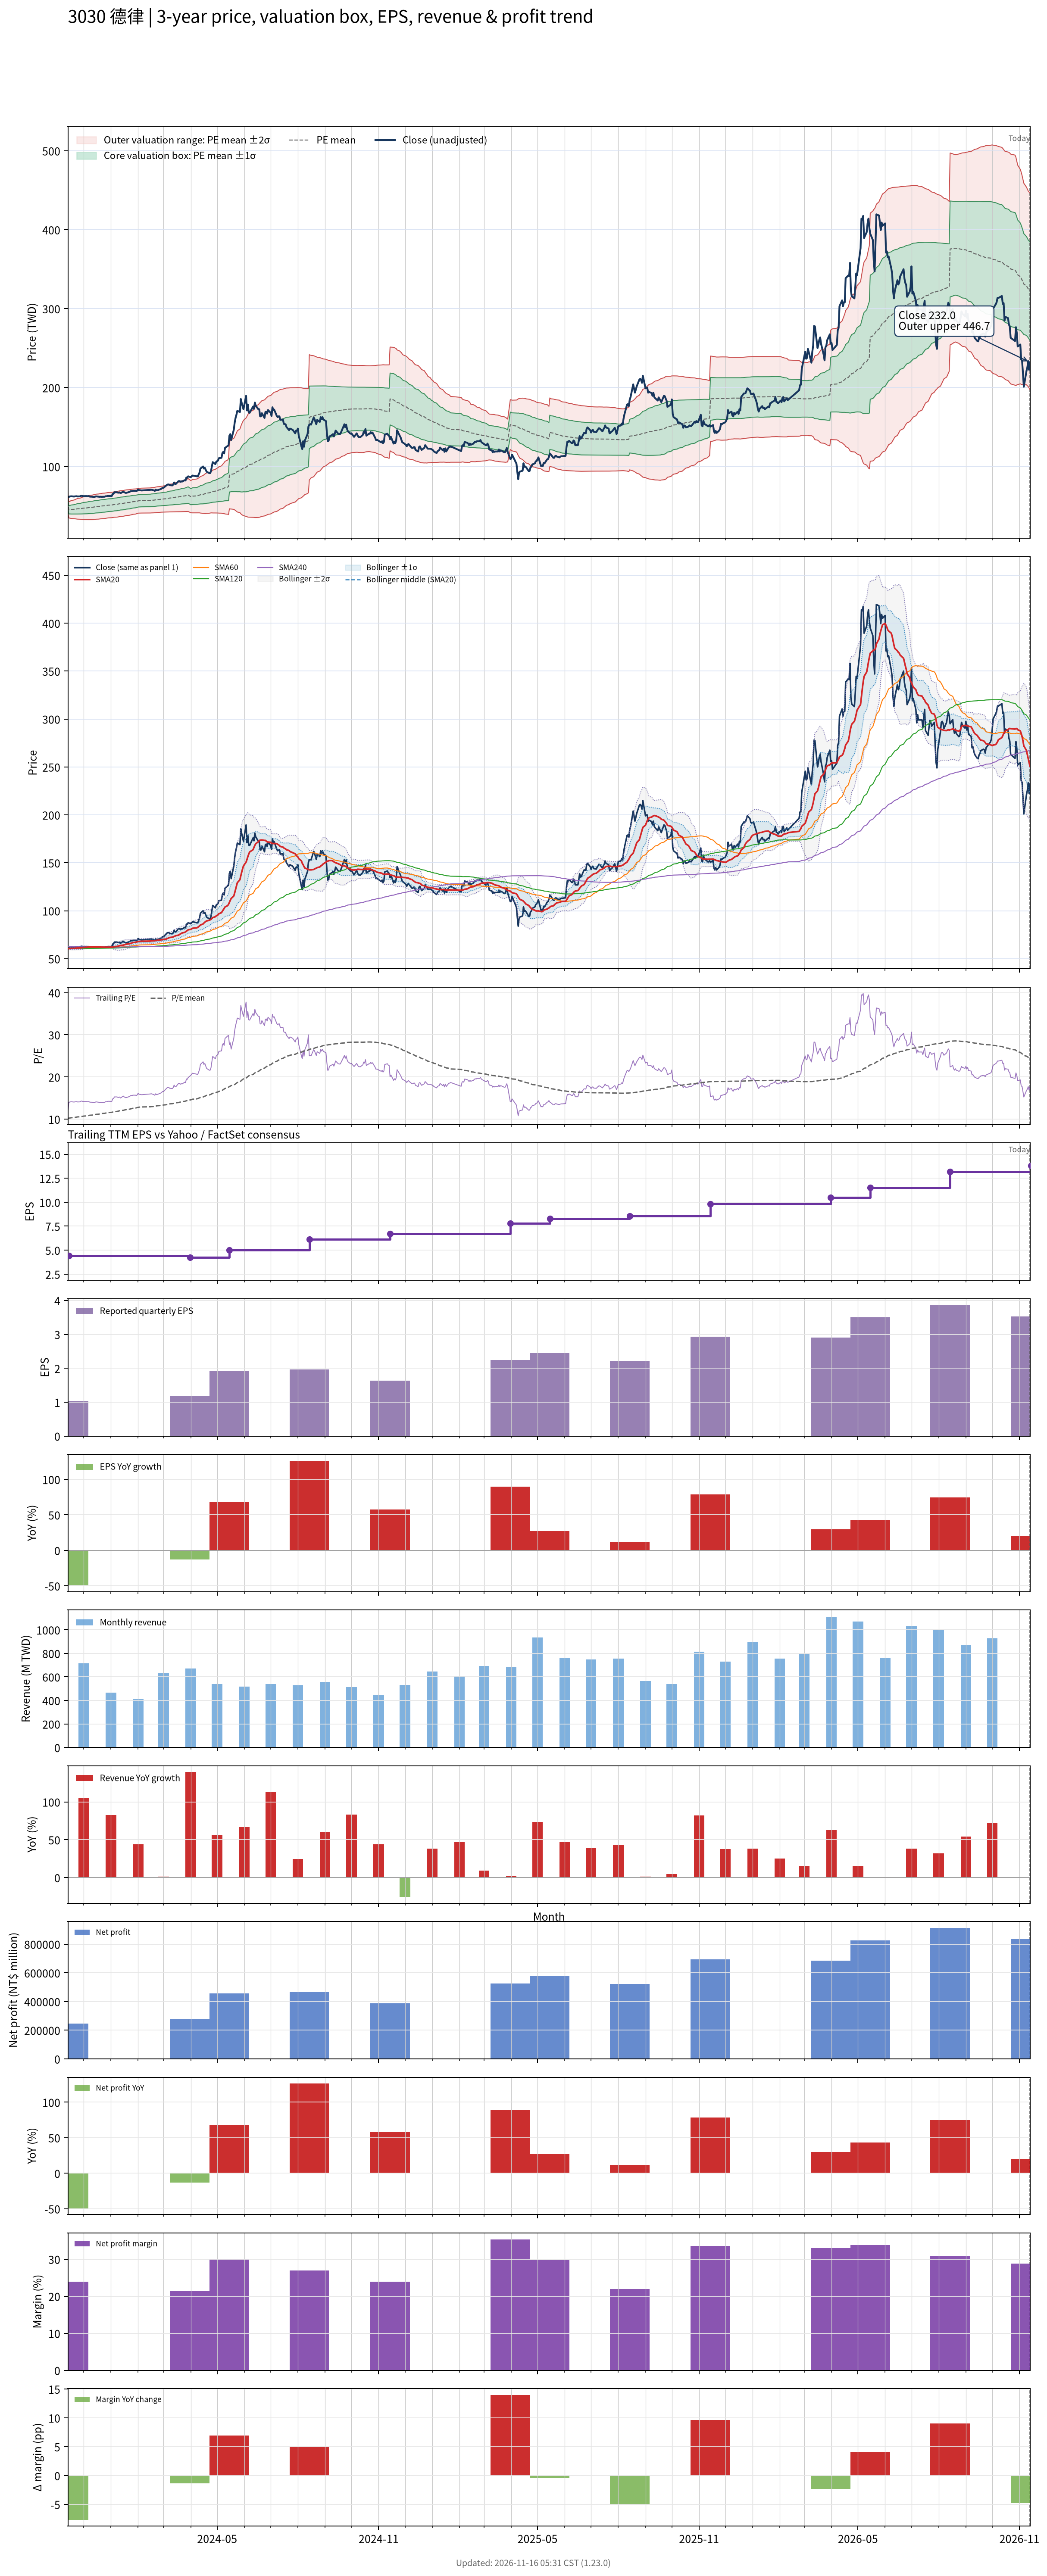 3030 德律 | 3-year price, valuation box, EPS, revenue & profit trend
Outer valuation range: PE mean ±2σ
Core valuation box: PE mean ±1σ
PE mean
Close (unadjusted)
Today
Price (TWD)
500
400
300
200
100
Close 232.0
Outer upper 446.7
Close (same as panel 1)
SMA20
SMA60
SMA120
SMA240
Bollinger ±2σ
Bollinger ±1σ
Bollinger middle (SMA20)
Price
450
400
350
300
250
200
150
100
50
Trailing P/E
P/E mean
P/E
40
30
20
10
Trailing TTM EPS vs Yahoo / FactSet consensus
Today
EPS
15.0
12.5
10.0
7.5
5.0
2.5
Reported quarterly EPS
EPS
4
3
2
1
0
EPS YoY growth
YoY (%)
100
50
0
-50
Monthly revenue
Revenue (M TWD)
1000
800
600
400
200
0
Revenue YoY growth
YoY (%)
100
50
0
Month
Net profit
Net profit (NT$ million)
800000
600000
400000
200000
0
Net profit YoY
YoY (%)
100
50
0
-50
Net profit margin
Margin (%)
30
20
10
0
Margin YoY change
Δ margin (pp)
15
10
5
0
-5
2024-05
2024-11
2025-05
2025-11
2026-05
2026-11
Updated: 2026-11-16 05:31 CST (1.23.0)